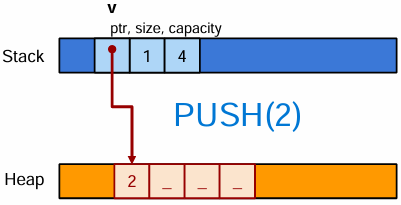 v
ptr, size, capacity
Stack 1 4
PUSH(2)
Heap 2 _ _ _